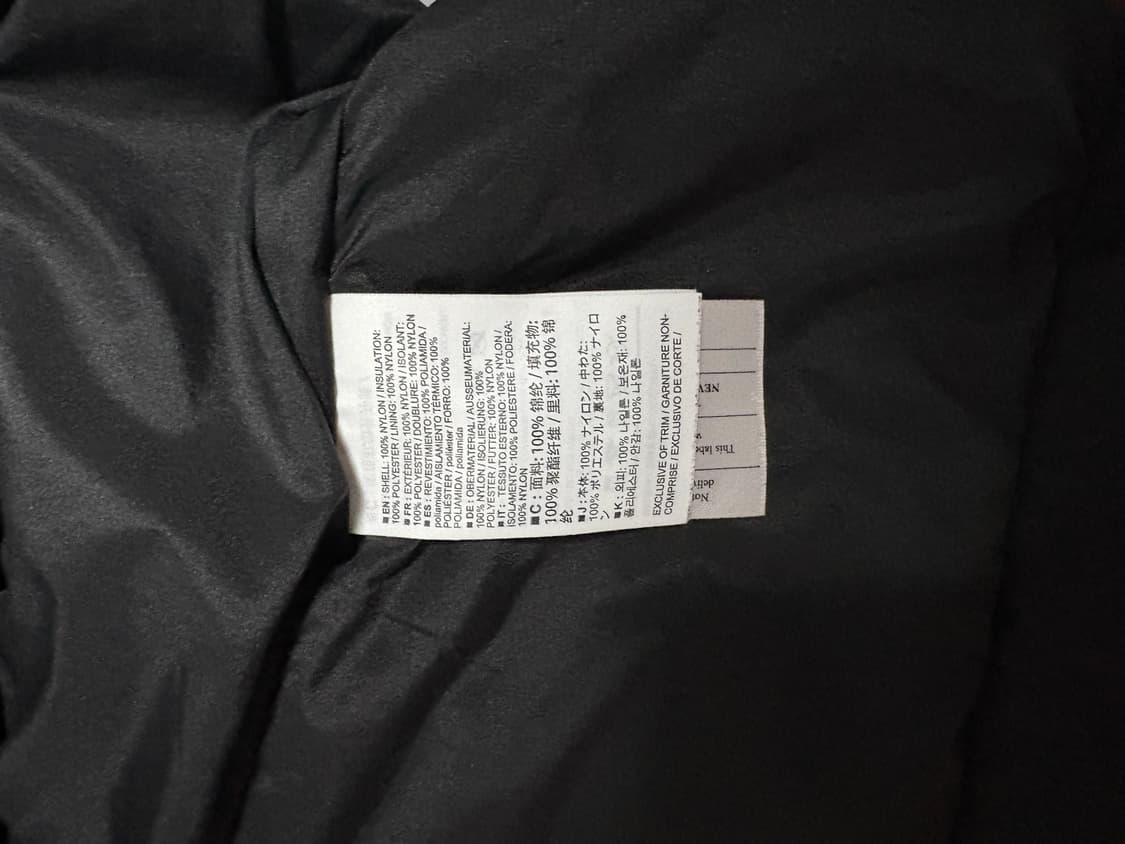 ■ EN : SHELL: 100% NYLON / INSULATION:
100% POLYESTER / LINING: 100% NYLON
■ FR : EXTÉRIEUR: 100% NYLON / ISOLANT:
100% POLYESTER / DOUBLURE: 100% NYLON
■ ES : REVESTIMIENTO: 100% POLIAMIDA /
poliamida / AISLAMIENTO TÉRMICO: 100%
POLIÉSTER / poliéster / FORRO: 100%
POLIAMIDA / poliamida
■ DE : OBERMATERIAL / AUSSEUMATERIAL:
100% NYLON / ISOLIERUNG: 100%
POLYESTER / FUTTER: 100% NYLON
■ IT : TESSUTO ESTERNO: 100% NYLON /
ISOLAMENTO: 100% POLIESTERE / FODERA:
100% NYLON
■ C : 面料: 100% 锦纶 / 填充物:
100% 聚酯纤维 / 里料: 100% 锦
纶
■ J : 本体: 100% ナイロン / 中わた:
100% ポリエステル / 裏地: 100% ナイロ
ン
■ K : 외피: 100% 나일론 / 보온재: 100%
폴리에스터 / 안감: 100% 나일론
EXCLUSIVE OF TRIM / GARNITURE NON-
COMPRISE / EXCLUSIVO DE CORTE /
NEV
This labe
Not
delive